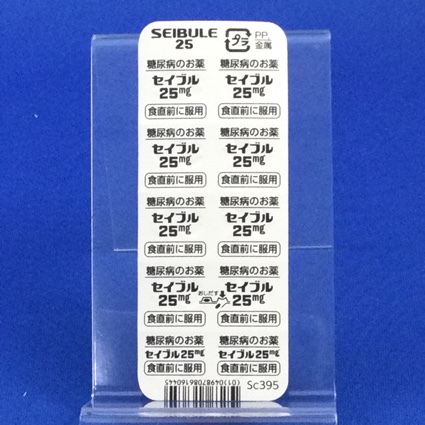 SEIBULE
25
プラ
PP
金属
糖尿病のお薬 糖尿病のお薬
セイブル セイブル
25mg 25mg
食直前に服用 食直前に服用
糖尿病のお薬 糖尿病のお薬
セイブル セイブル
25mg 25mg
食直前に服用 食直前に服用
糖尿病のお薬 糖尿病のお薬
セイブル セイブル
25mg 25mg
食直前に服用 食直前に服用
糖尿病のお薬 糖尿病のお薬
セイブル おしだす セイブル
25mg 25mg
食直前に服用 食直前に服用
糖尿病のお薬 糖尿病のお薬
セイブル25mg セイブル25mg
食直前に服用 食直前に服用
(01)04987086160445
Sc395